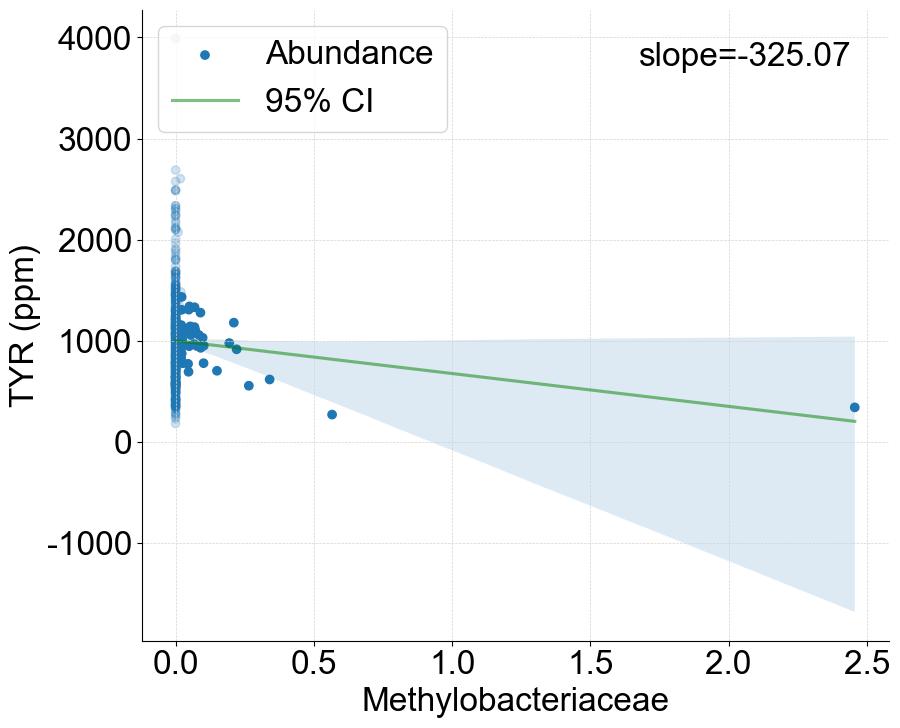 4000
3000
2000
1000
0
-1000
TYR (ppm)
Abundance
95% CI
slope=-325.07
0.0 0.5 1.0 1.5 2.0 2.5
Methylobacteriaceae